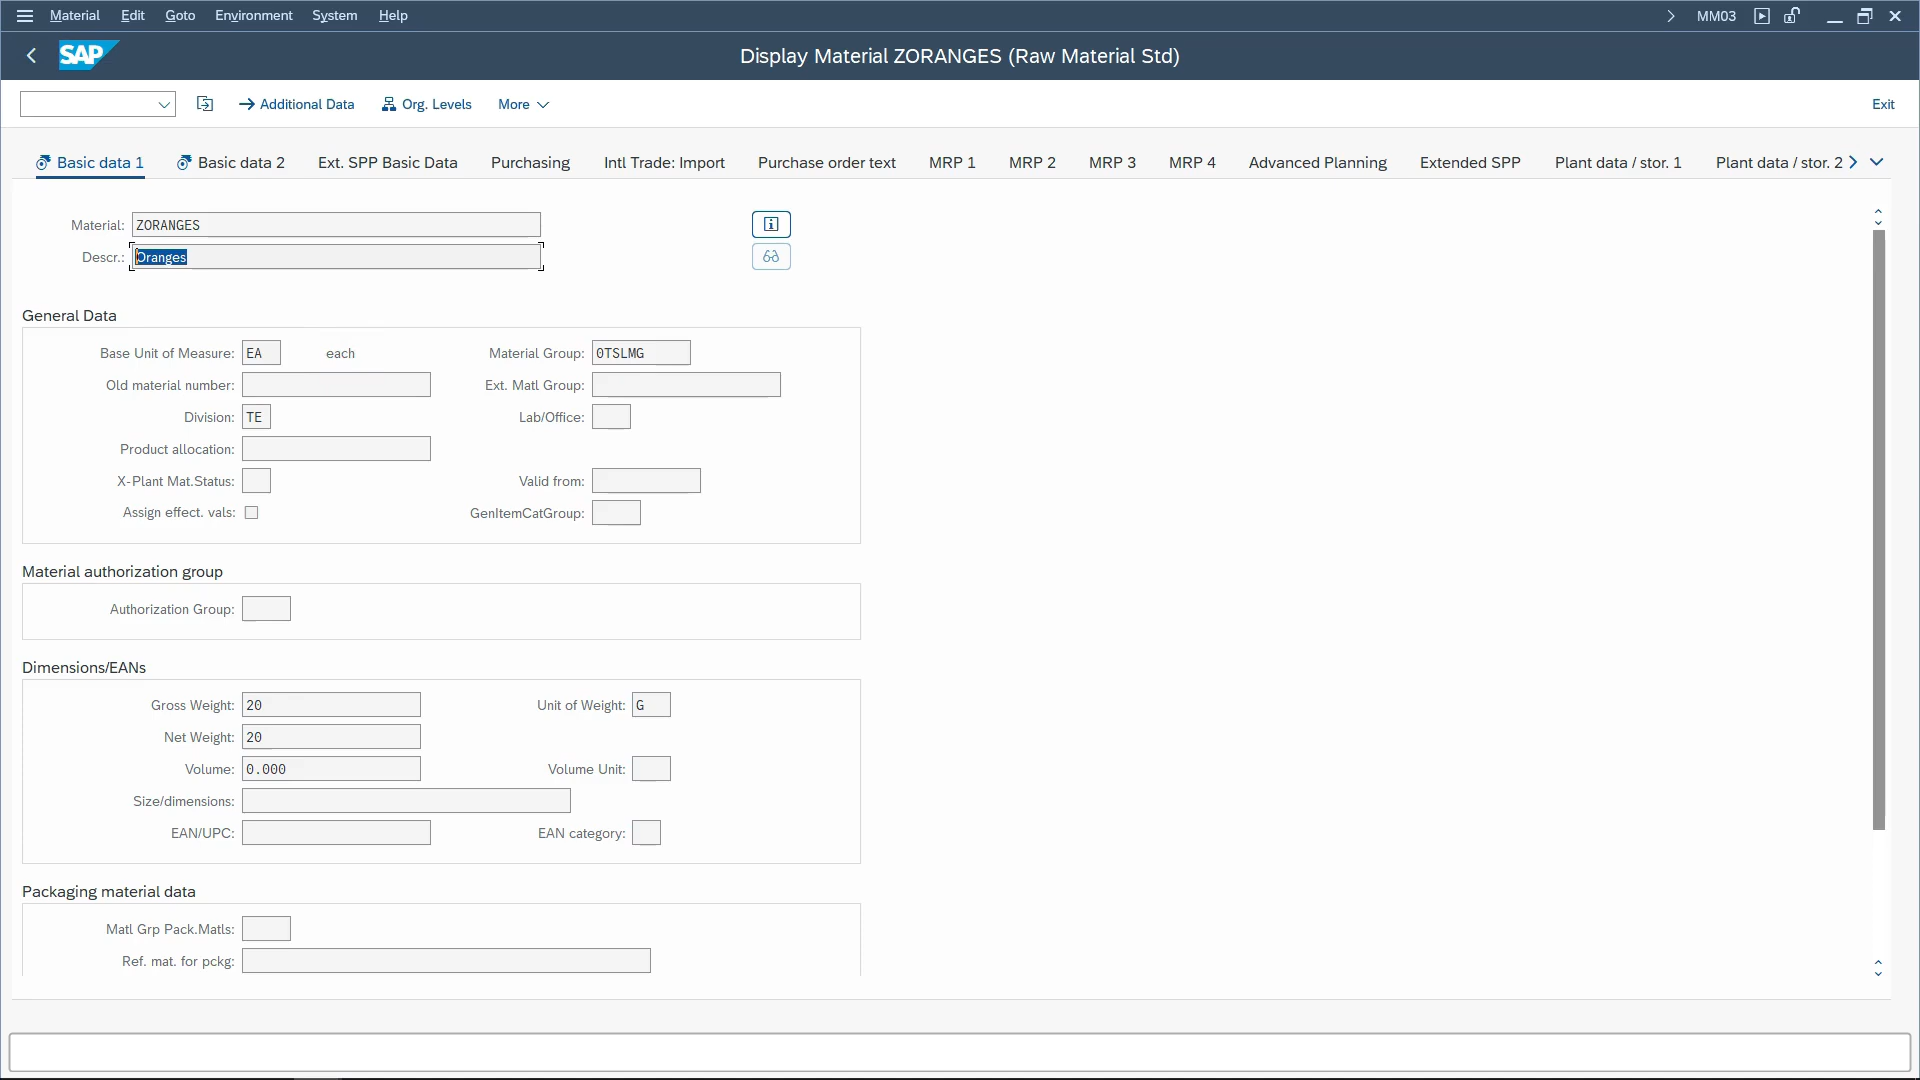 Material Edit Goto Environment System Help MM03
SAP Display Material ZORANGES (Raw Material Std)
Additional Data Org. Levels More Exit
Basic data 1 Basic data 2 Ext. SPP Basic Data Purchasing Intl Trade: Import Purchase order text MRP 1 MRP 2 MRP 3 MRP 4 Advanced Planning Extended SPP Plant data / stor. 1 Plant data / stor. 2
Material: ZORANGES
Descr.: Oranges
General Data
Base Unit of Measure: EA each Material Group: 0TSLMG
Old material number: Ext. Matl Group:
Division: TE Lab/Office:
Product allocation:
X-Plant Mat.Status: Valid from:
Assign effect. vals: GenItemCatGroup:
Material authorization group
Authorization Group:
Dimensions/EANs
Gross Weight: 20 Unit of Weight: G
Net Weight: 20
Volume: 0.000 Volume Unit:
Size/dimensions:
EAN/UPC: EAN category:
Packaging material data
Matl Grp Pack.Matls:
Ref. mat. for pckg: